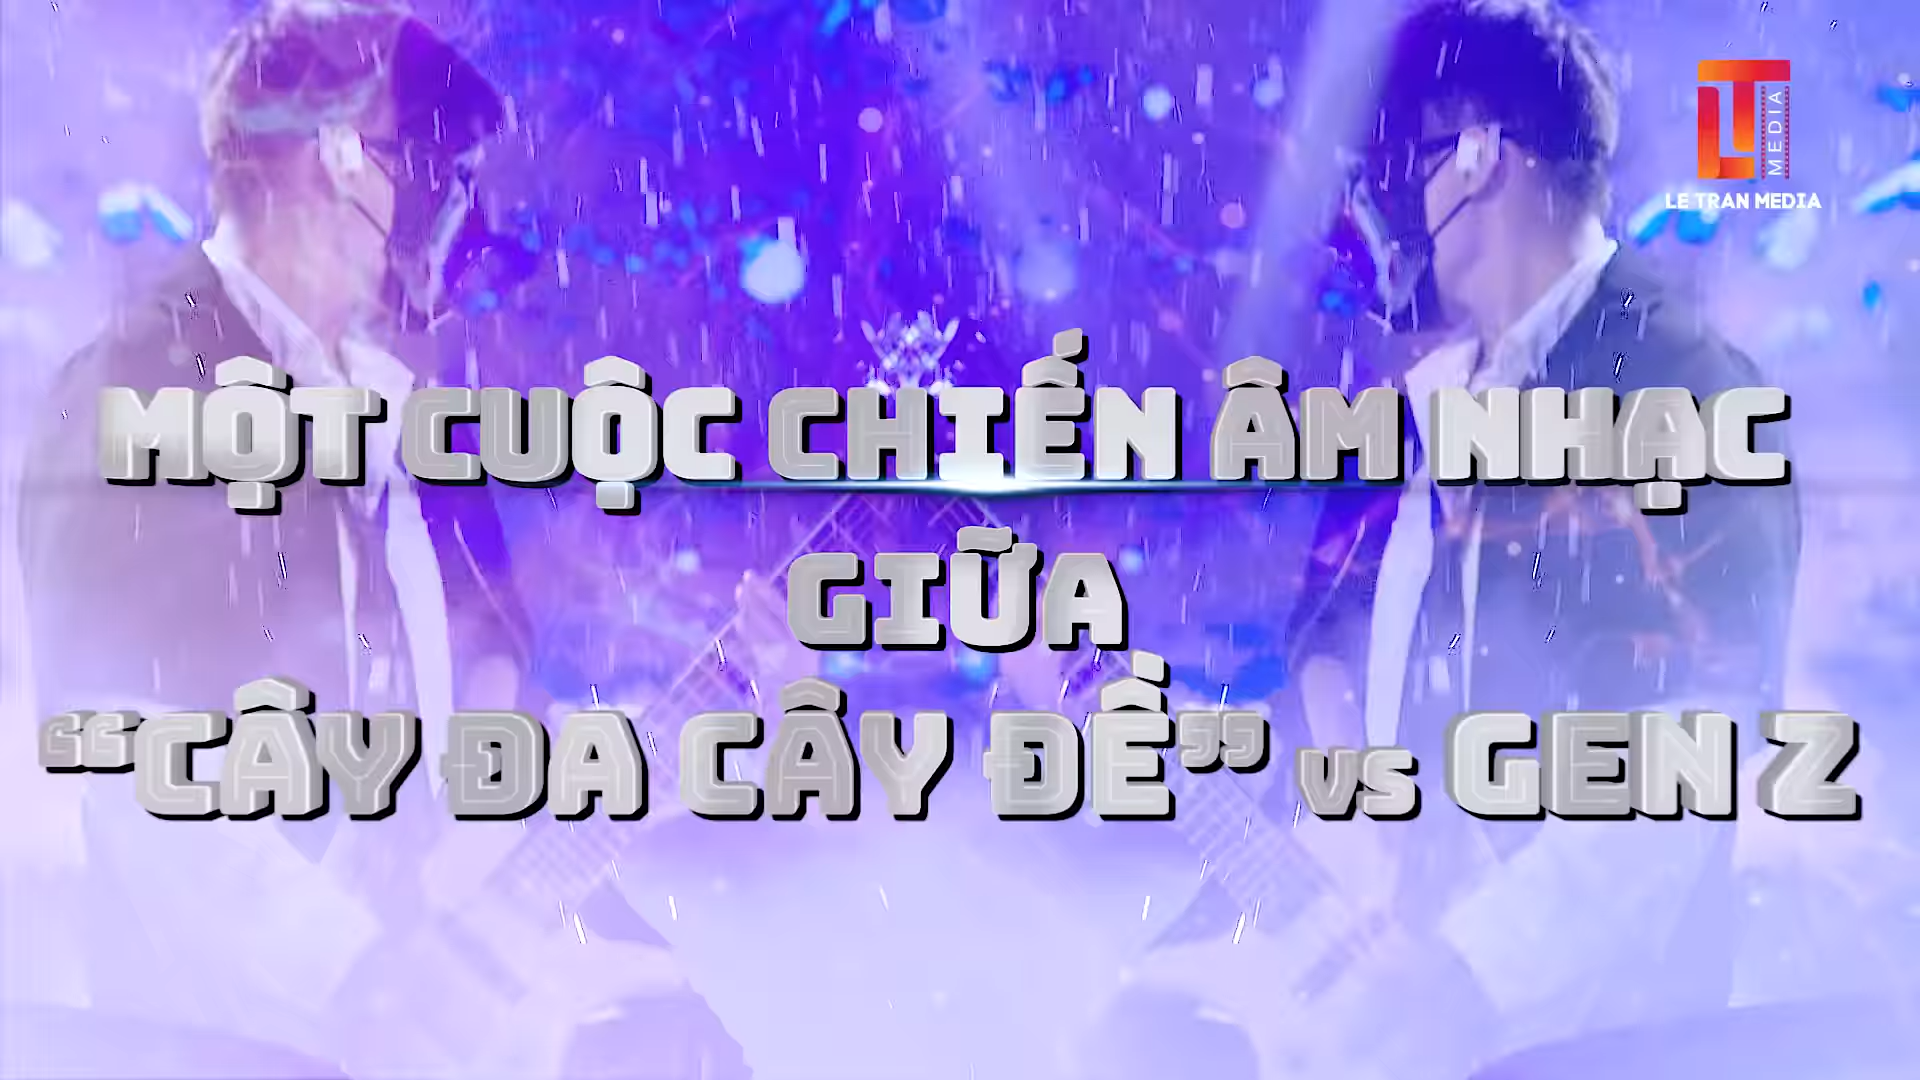 LT MEDIA
LE TRAN MEDIA
MỘT CUỘC CHIẾN ÂM NHẠC
GIỮA
“CÂY ĐA CÂY ĐỀ” VS GEN Z